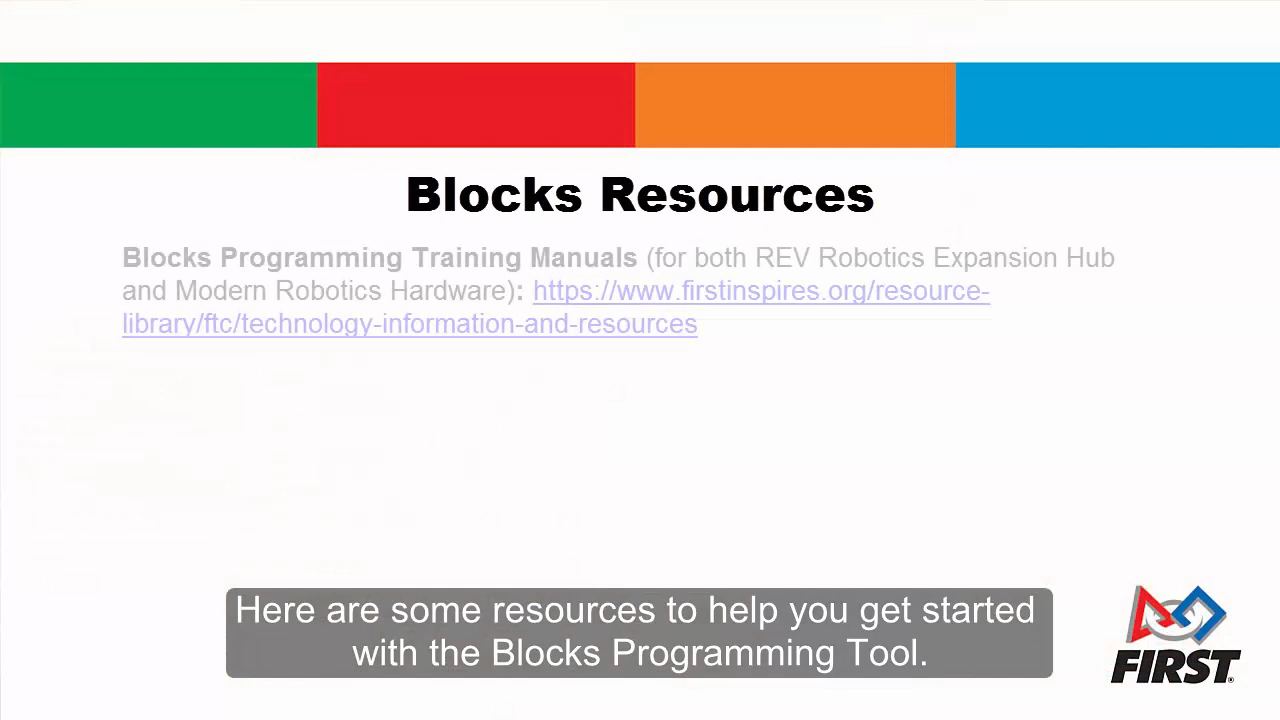 Blocks Resources
Blocks Programming Training Manuals (for both REV Robotics Expansion Hub
and Modern Robotics Hardware): https://www.firstinspires.org/resource-
library/ftc/technology-information-and-resources
Here are some resources to help you get started
with the Blocks Programming Tool.
FIRST®